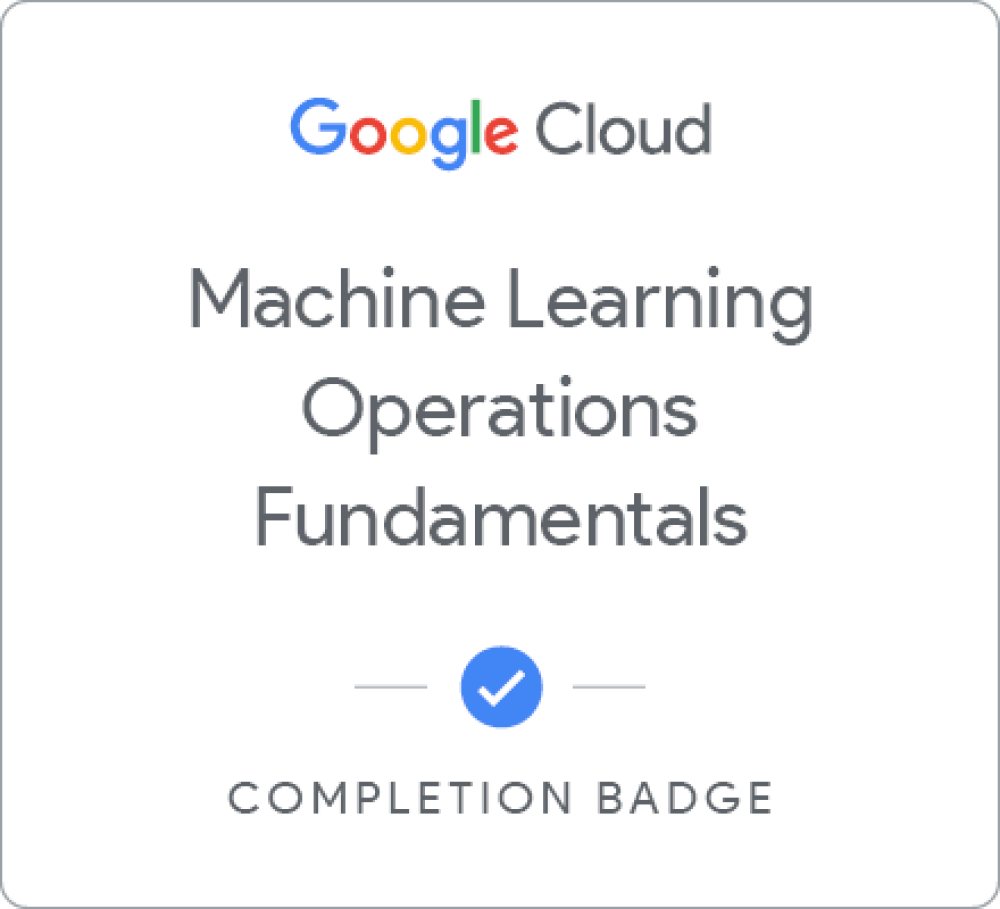 Google Cloud
Machine Learning
Operations
Fundamentals
COMPLETION BADGE